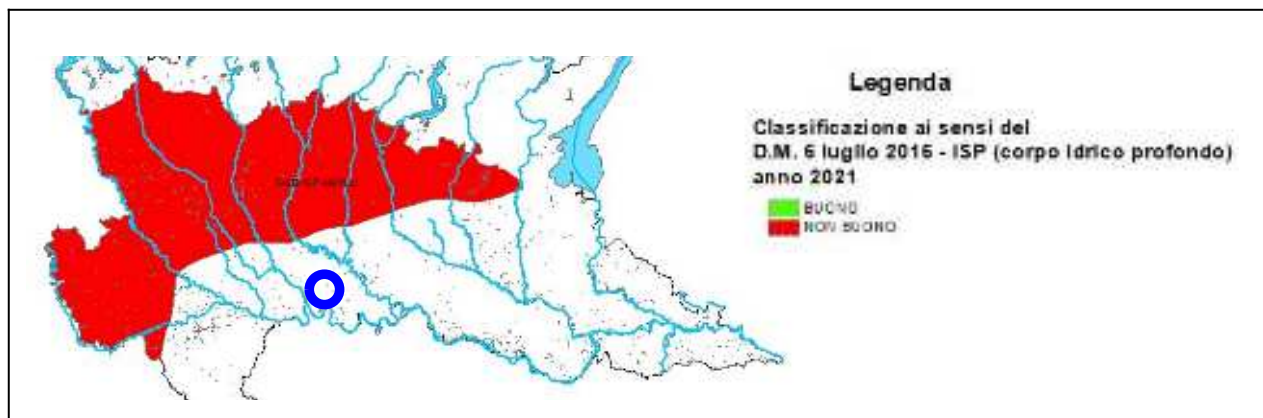 Legenda
Classificazione ai sensi del
D.M. 6 luglio 2016 - ISP (corpo idrico profondo)
anno 2021
BUONO
NON BUONO